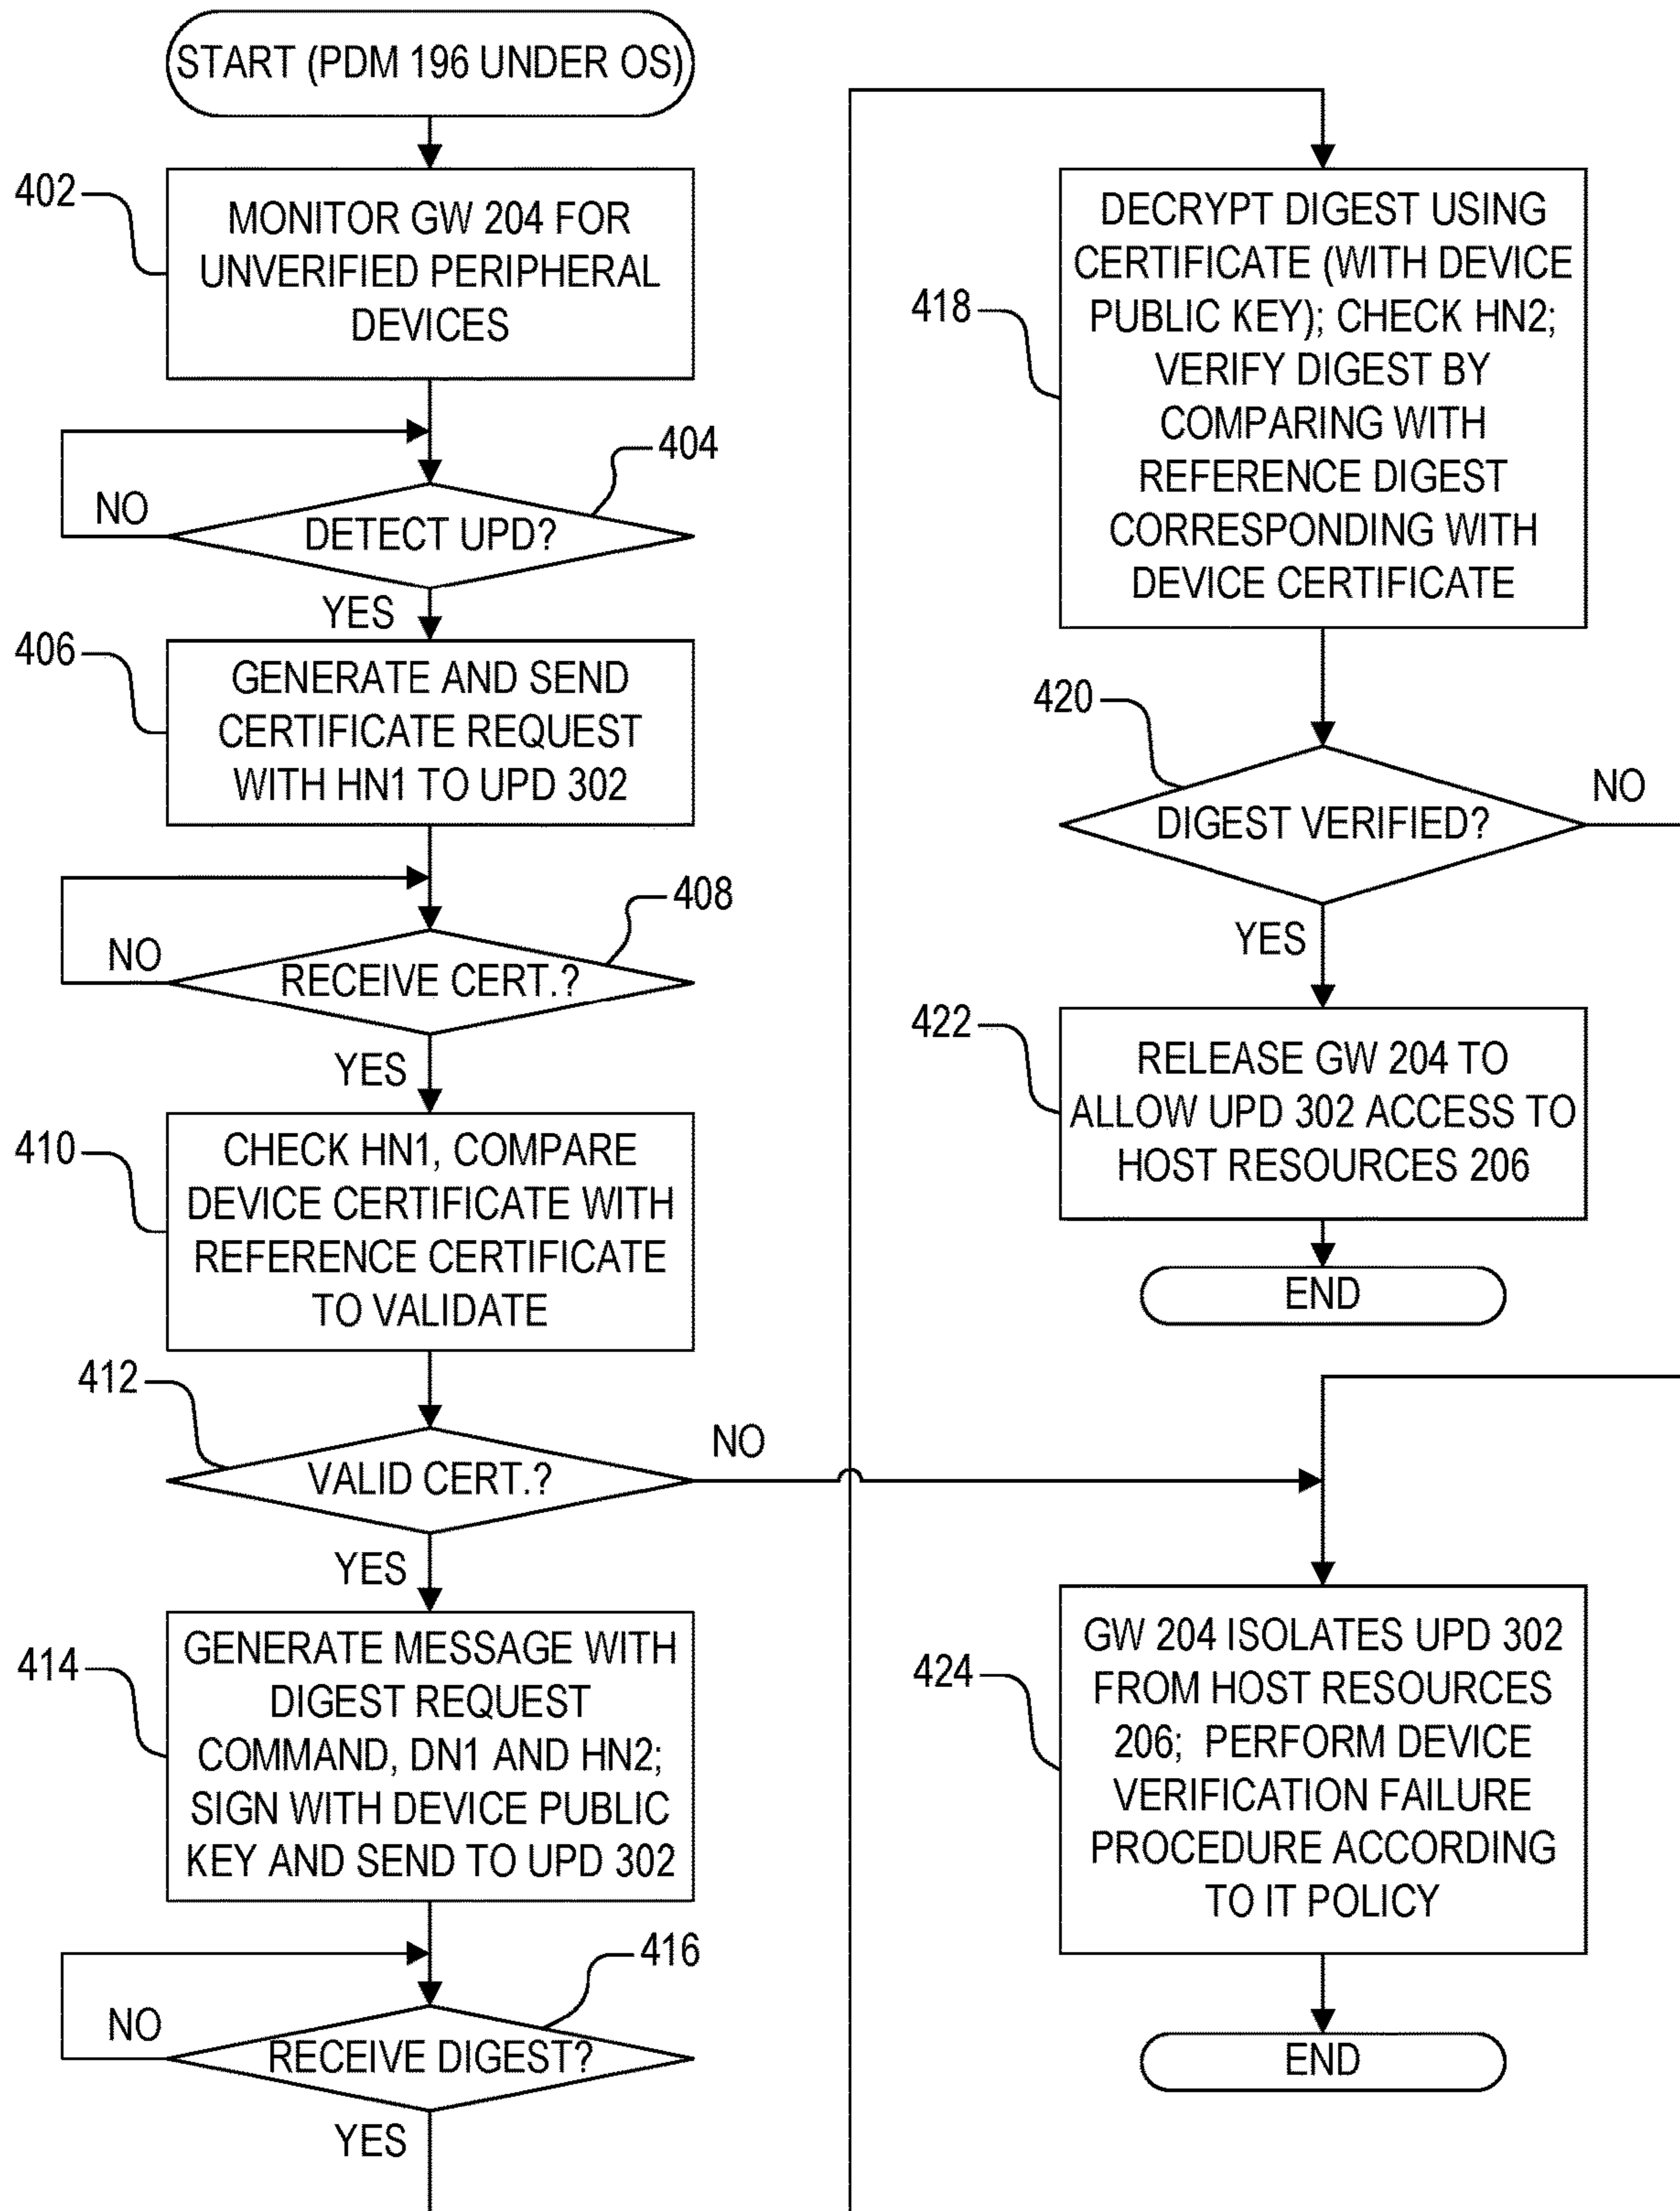 START (PDM 196 UNDER OS)
402
MONITOR GW 204 FOR
UNVERIFIED PERIPHERAL
DEVICES
404
NO
DETECT UPD?
YES
406
GENERATE AND SEND
CERTIFICATE REQUEST
WITH HN1 TO UPD 302
408
NO
RECEIVE CERT.?
YES
410
CHECK HN1, COMPARE
DEVICE CERTIFICATE WITH
REFERENCE CERTIFICATE
TO VALIDATE
412
NO
VALID CERT.?
YES
414
GENERATE MESSAGE WITH
DIGEST REQUEST
COMMAND, DN1 AND HN2;
SIGN WITH DEVICE PUBLIC
KEY AND SEND TO UPD 302
416
NO
RECEIVE DIGEST?
YES
418
DECRYPT DIGEST USING
CERTIFICATE (WITH DEVICE
PUBLIC KEY); CHECK HN2;
VERIFY DIGEST BY
COMPARING WITH
REFERENCE DIGEST
CORRESPONDING WITH
DEVICE CERTIFICATE
420
NO
DIGEST VERIFIED?
YES
422
RELEASE GW 204 TO
ALLOW UPD 302 ACCESS TO
HOST RESOURCES 206
END
424
GW 204 ISOLATES UPD 302
FROM HOST RESOURCES
206; PERFORM DEVICE
VERIFICATION FAILURE
PROCEDURE ACCORDING
TO IT POLICY
END